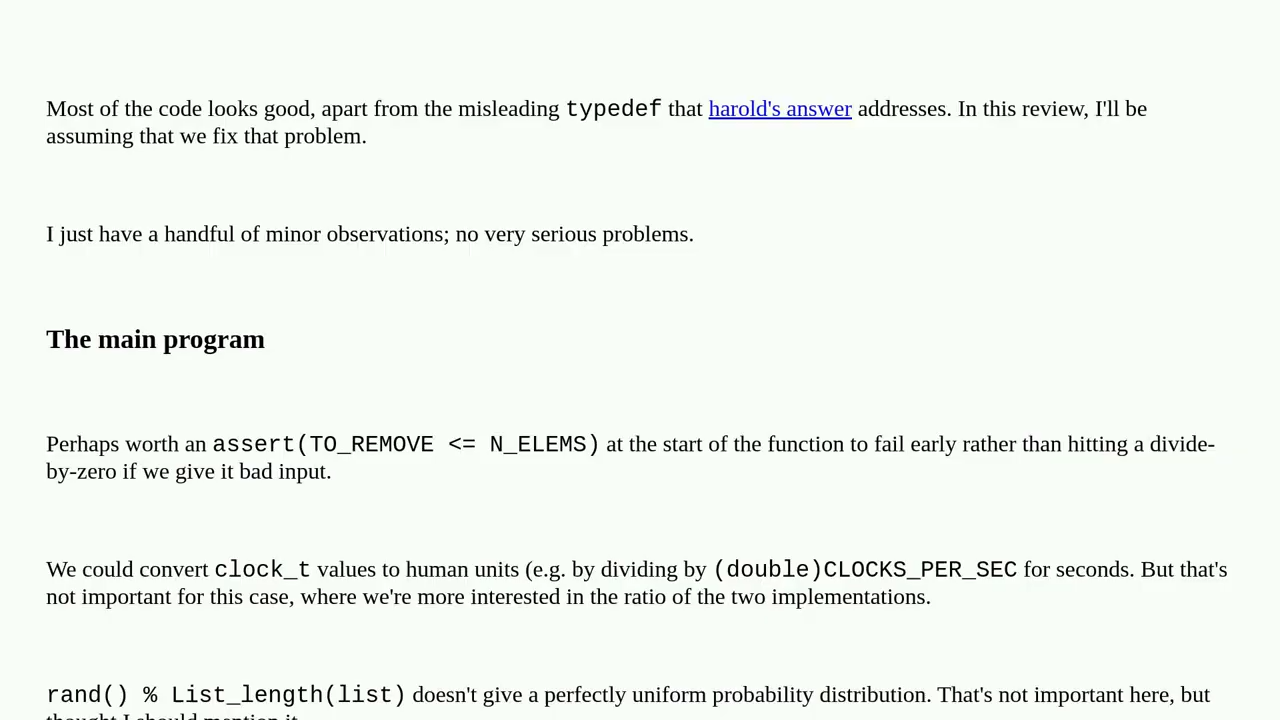 Most of the code looks good, apart from the misleading typedef that harold's answer addresses. In this review, I'll be
assuming that we fix that problem.
I just have a handful of minor observations; no very serious problems.
The main program
Perhaps worth an assert(TO_REMOVE <= N_ELEMS) at the start of the function to fail early rather than hitting a divide-
by-zero if we give it bad input.
We could convert clock_t values to human units (e.g. by dividing by (double)CLOCKS_PER_SEC for seconds. But that's
not important for this case, where we're more interested in the ratio of the two implementations.
rand() % List_length(list) doesn't give a perfectly uniform probability distribution. That's not important here, but
thought I should mention it.